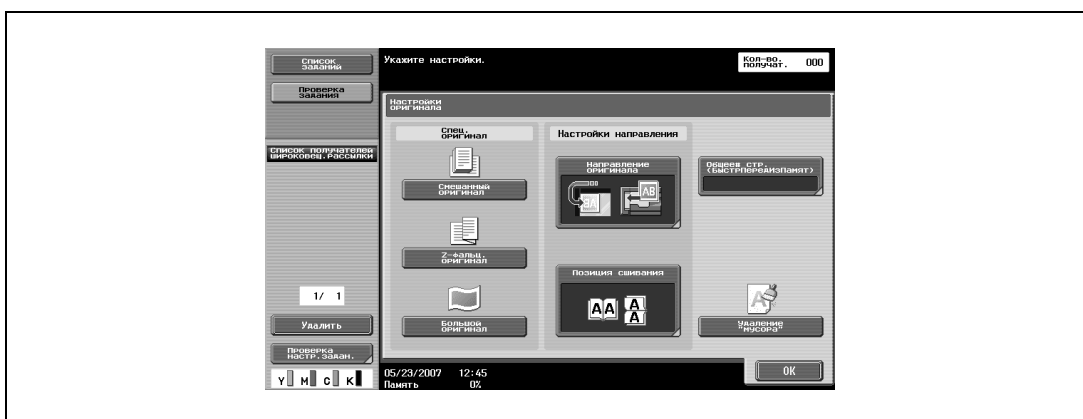 Список
заданий
Укажите настройки.
Кол-во.
получат. 000
Проверка
задания
Настройки
оригинала
Спец.
оригинал
Настройки направления
Список получателей
широковещ.рассылки
Направление
оригинала
Общее# стр.
(БыстрПередИзПамят)
Смешанный
оригинал
Z-фальц.
оригинал
Позиция сшивания
1/ 1
Удалить
Большой
оригинал
Удаление
"мусора"
Проверка
настр.задан.
Y M C K
05/23/2007 12:45
Память 0%
OK